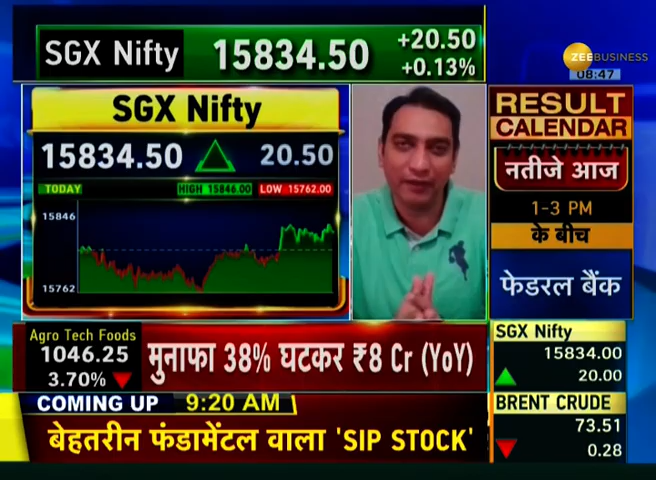 SGX Nifty 15834.50 +20.50
+0.13%
ZEE BUSINESS
08:47
SGX Nifty
15834.50 20.50
TODAY HIGH 15846.00 LOW 15762.00
15846
15762
RESULT
CALENDAR
नतीजे आज
1-3 PM
के बीच
फेडरल बैंक
Agro Tech Foods
1046.25
3.70%
मुनाफा 38% घटकर ₹8 Cr (YoY)
SGX Nifty
15834.00
20.00
COMING UP 9:20 AM
बेहतरीन फंडामेंटल वाला 'SIP STOCK'
BRENT CRUDE
73.51
0.28